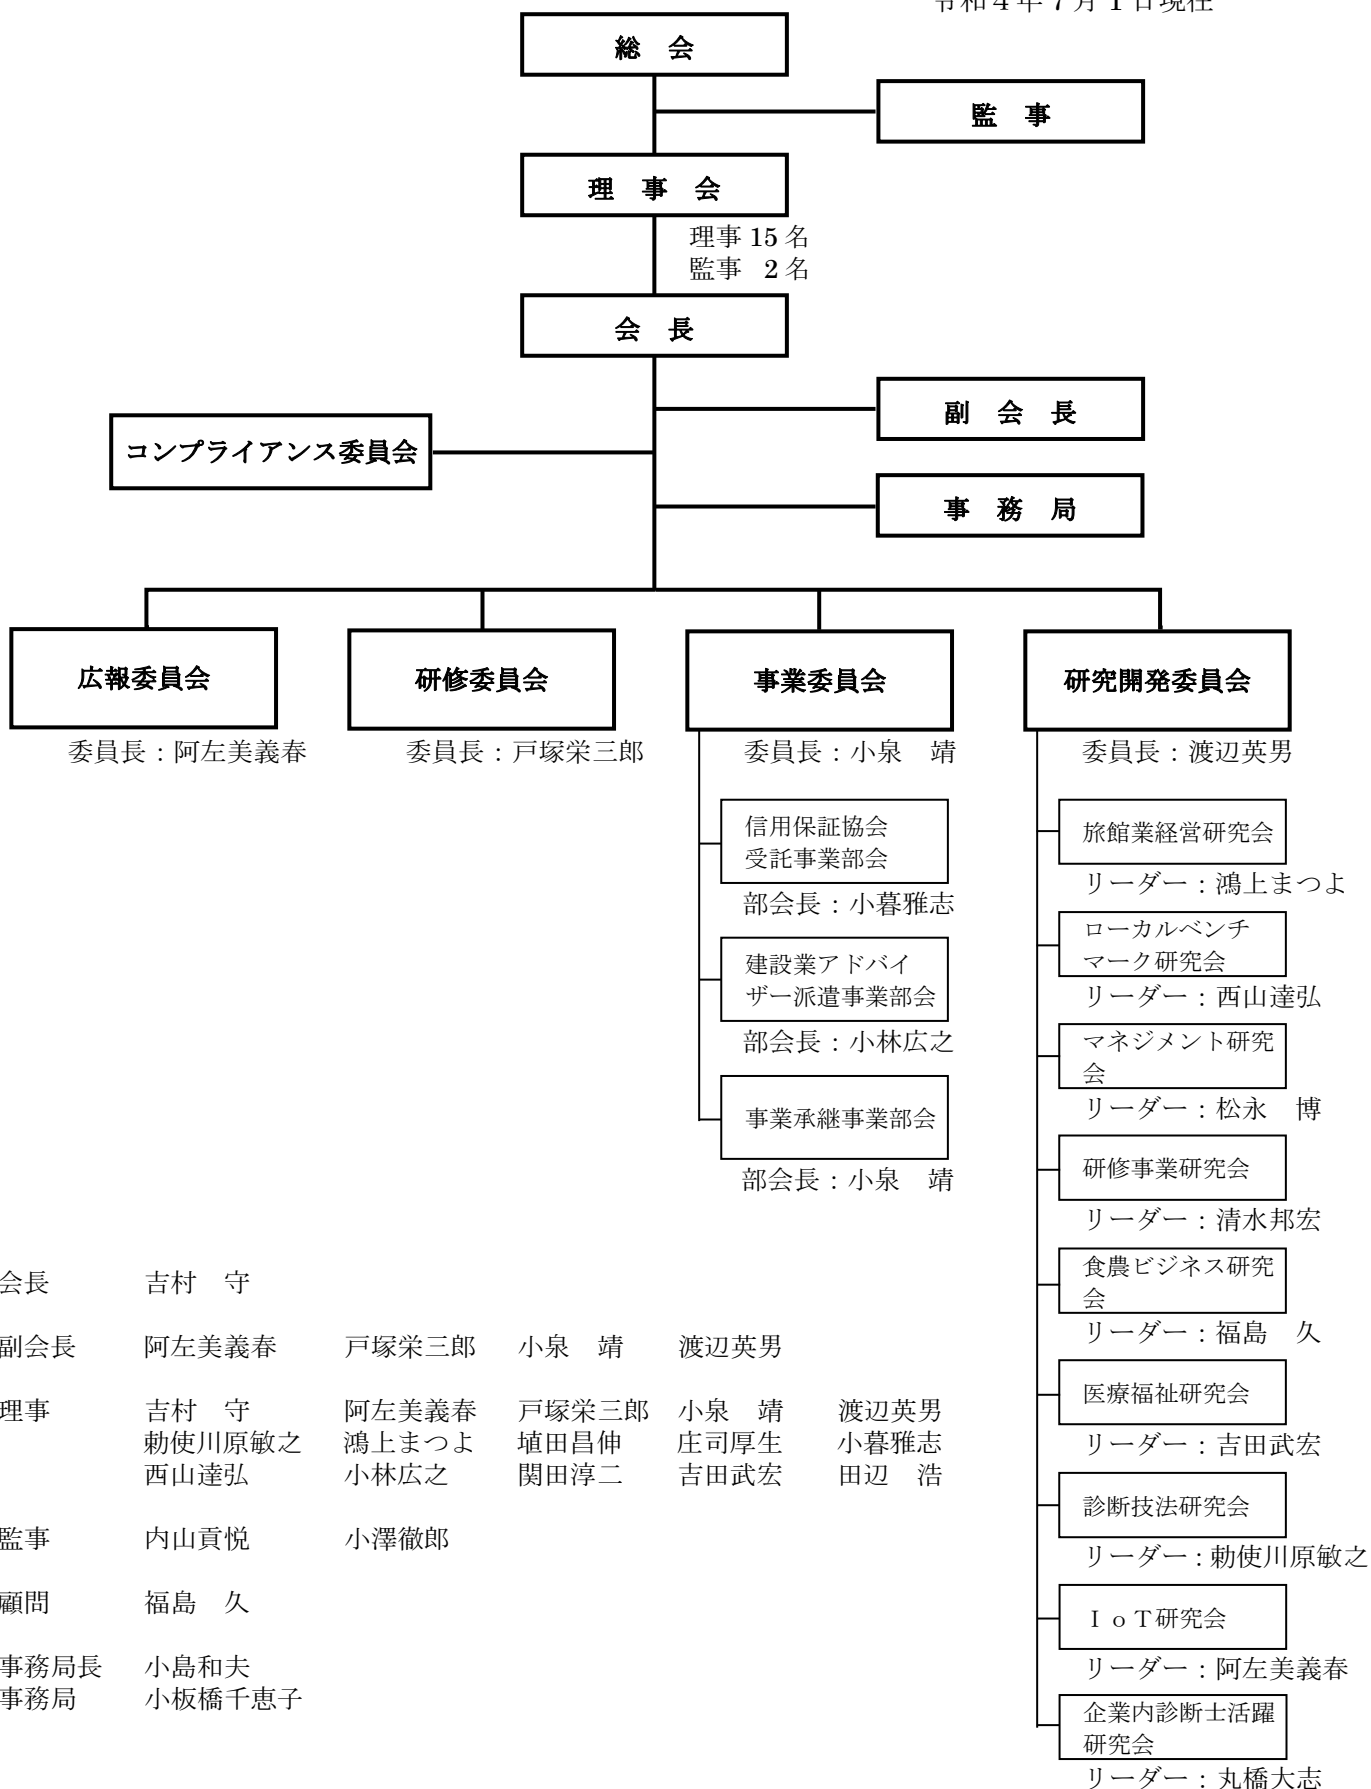 令和４年７月１日現在
総　会
監　事
理　事　会
理事 15 名
監事　2 名
会　長
副　会　長
コンプライアンス委員会
事　務　局
広報委員会
委員長：阿左美義春
研修委員会
委員長：戸塚栄三郎
事業委員会
委員長：小泉　靖
信用保証協会
受託事業部会
部会長：小暮雅志
建設業アドバイ
ザー派遣事業部会
部会長：小林広之
事業承継事業部会
部会長：小泉　靖
研究開発委員会
委員長：渡辺英男
旅館業経営研究会
リーダー：鴻上まつよ
ローカルベンチ
マーク研究会
リーダー：西山達弘
マネジメント研究
会
リーダー：松永　博
研修事業研究会
リーダー：清水邦宏
食農ビジネス研究
会
リーダー：福島　久
医療福祉研究会
リーダー：吉田武宏
診断技法研究会
リーダー：勅使川原敏之
ＩｏＴ研究会
リーダー：阿左美義春
企業内診断士活躍
研究会
リーダー：丸橋大志
会長　吉村　守
副会長　阿左美義春　戸塚栄三郎　小泉　靖　渡辺英男
理事　吉村　守　阿左美義春　戸塚栄三郎　小泉　靖　渡辺英男
勅使川原敏之　鴻上まつよ　埴田昌伸　庄司厚生　小暮雅志
西山達弘　小林広之　関田淳二　吉田武宏　田辺　浩
監事　内山貢悦　小澤徹郎
顧問　福島　久
事務局長　小島和夫
事務局　小板橋千恵子